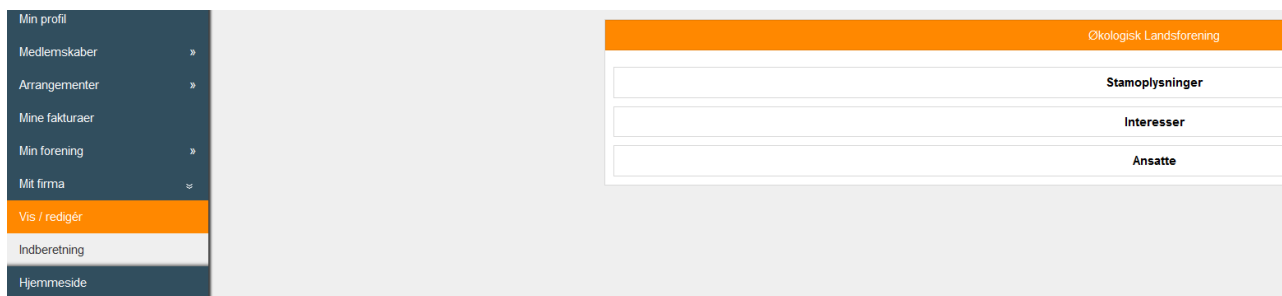 Min profil
Medlemskaber »
Arrangementer »
Mine fakturaer
Min forening »
Mit firma »
Vis / redigér
Indberetning
Hjemmeside
Økologisk Landsforening
Stamoplysninger
Interesser
Ansatte